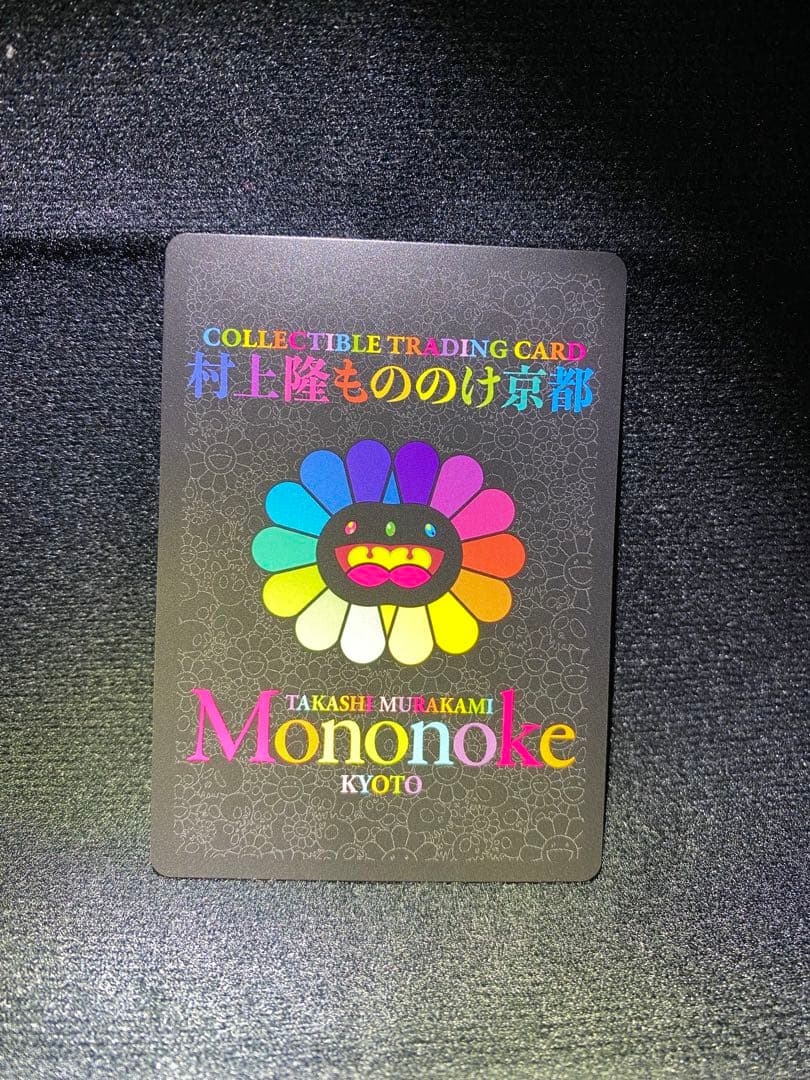 COLLECTIBLE TRADING CARD
村上隆もののけ京都
TAKASHI MURAKAMI
Mononoke
KYOTO